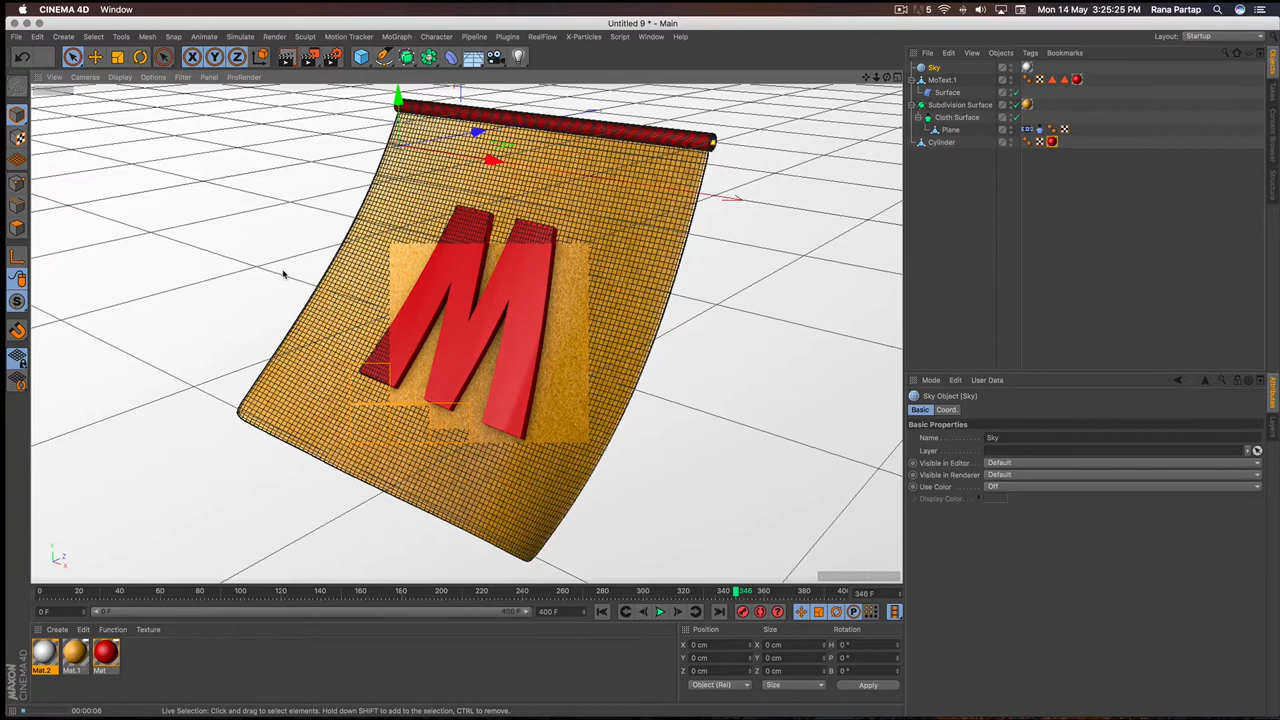 CINEMA 4D Window
5 Mon 14 May 3:25:25 PM Rana Partap
Untitled 9 * - Main
File Edit Create Select Tools Mesh Snap Animate Simulate Render Sculpt Motion Tracker MoGraph Character Pipeline Plugins RealFlow X-Particles Script Window Help
Layout: Startup
X Y Z
File Edit View Objects Tags Bookmarks
View Cameras Display Options Filter Panel ProRender
Sky
MoText.1
Surface
Subdivision Surface
Cloth Surface
Plane
Cylinder
Objects
Takes
Content Browser
Structure
M
Mode Edit User Data
Sky Object [Sky]
Basic Coord.
Basic Properties
Name Sky
Layer
Visible in Editor Default
Visible in Renderer Default
Use Color Off
Display Color
Attributes
Layers
Y Z X
0 20 40 60 80 100 120 140 160 180 200 220 240 260 280 300 320 340 346 360 380 40 346 F
0 F 0 F 400 F 400 F
Create Edit Function Texture
Mat.2 Mat.1 Mat
Position Size Rotation
X 0 cm X 0 cm H 0 °
Y 0 cm Y 0 cm P 0 °
Z 0 cm Z 0 cm B 0 °
Object (Rel) Size Apply
MAXON CINEMA 4D
00:00:06 Live Selection: Click and drag to select elements. Hold down SHIFT to add to the selection, CTRL to remove.